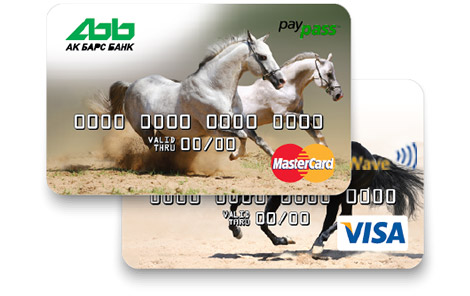 Abb
АК БАРС БАНК
pay
pass
0000 0000 0000 0000
VALID
THRU 00/00
MasterCard
Wave
0000 0000 0000 0000
VALID
THRU 00/00
VISA